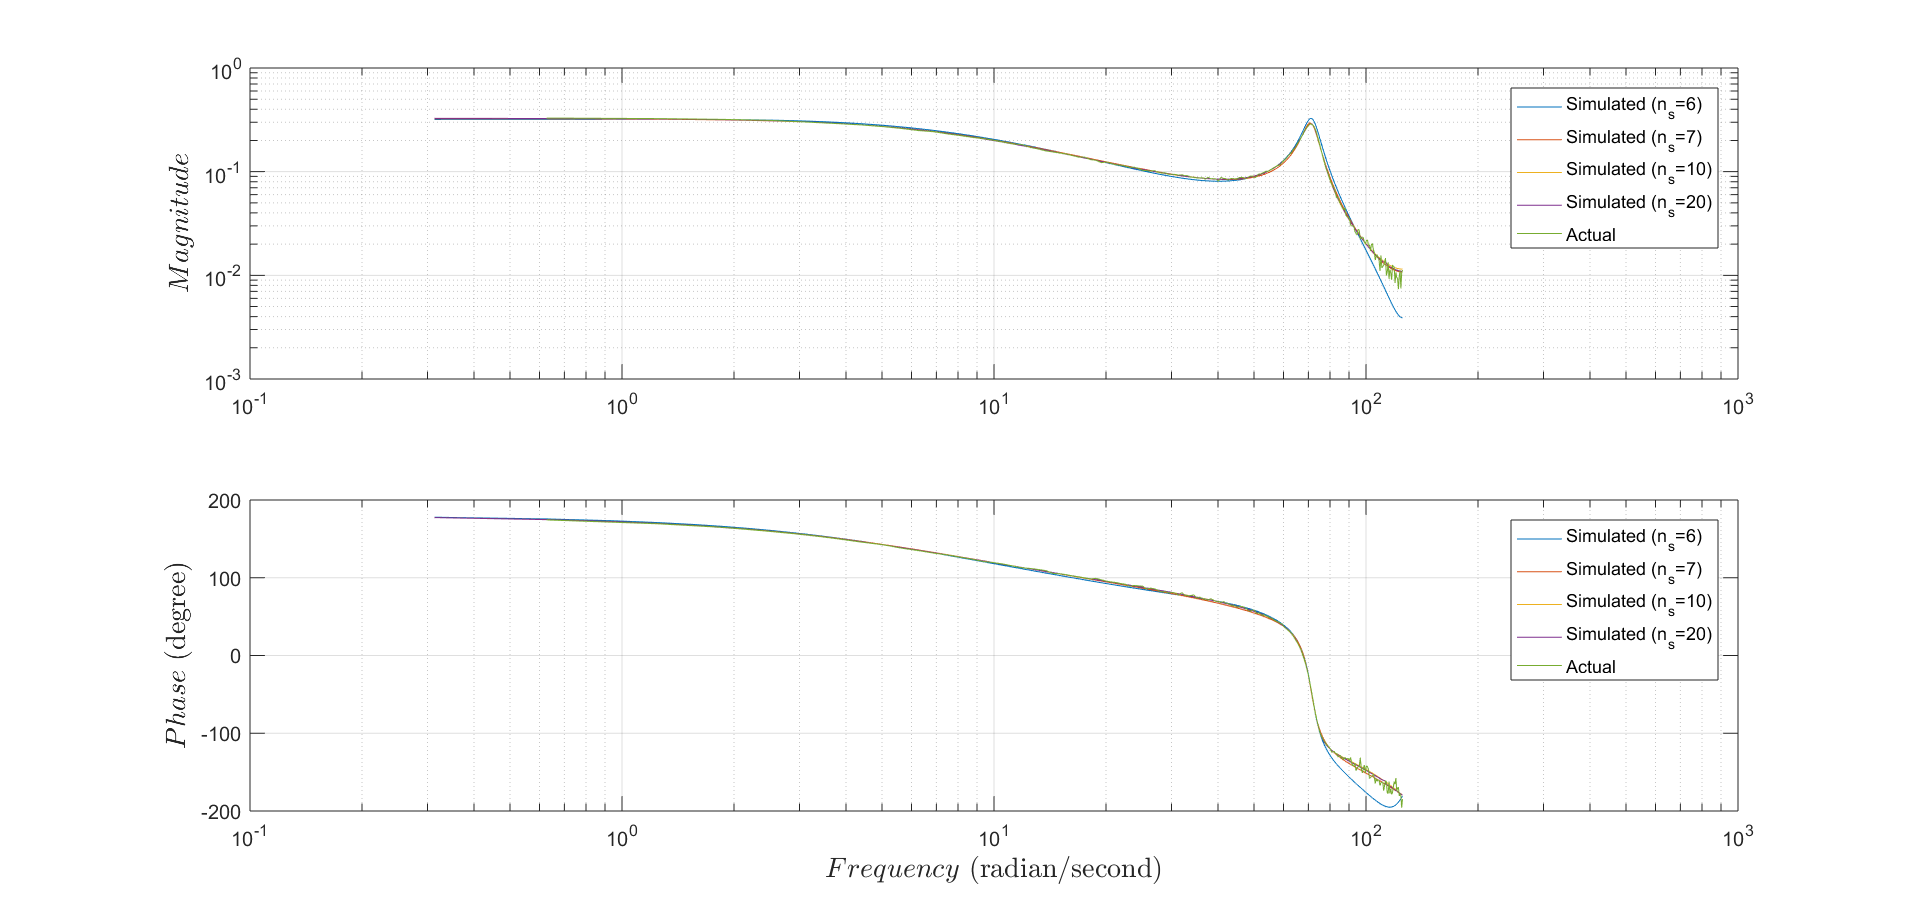 10^0
10^-1
10^-2
10^-3
Magnitude
10^-1 10^0 10^1 10^2 10^3
Simulated (n_s=6)
Simulated (n_s=7)
Simulated (n_s=10)
Simulated (n_s=20)
Actual
200
100
0
-100
-200
Phase (degree)
10^-1 10^0 10^1 10^2 10^3
Simulated (n_s=6)
Simulated (n_s=7)
Simulated (n_s=10)
Simulated (n_s=20)
Actual
Frequency (radian/second)